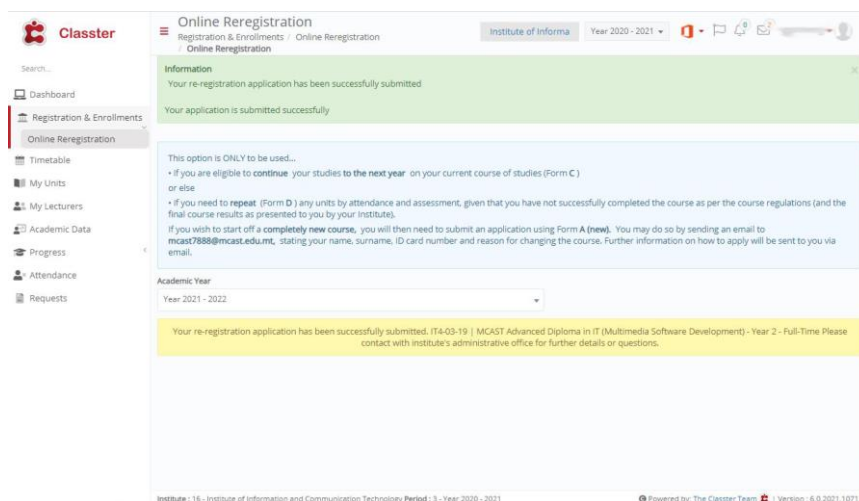 Classter
Online Reregistration
Registration & Enrollments / Online Reregistration
/ Online Reregistration
Institute of Informa
Year 2020 - 2021
0
Search...
Dashboard
Registration & Enrollments
Online Reregistration
Timetable
My Units
My Lecturers
Academic Data
Progress
Attendance
Requests
Information
Your re-registration application has been successfully submitted
Your application is submitted successfully
This option is ONLY to be used...
• If you are eligible to continue your studies to the next year on your current course of studies (Form C )
or else
• If you need to repeat (Form D ) any units by attendance and assessment, given that you have not successfully completed the course as per the course regulations (and the
final course results as presented to you by your Institute).
If you wish to start off a completely new course, you will then need to submit an application using Form A (new). You may do so by sending an email to
mcast7888@mcast.edu.mt, stating your name, surname, ID card number and reason for changing the course. Further information on how to apply will be sent to you via
email.
Academic Year
Year 2021 - 2022
Your re-registration application has been successfully submitted. IT4-03-19 | MCAST Advanced Diploma in IT (Multimedia Software Development) - Year 2 - Full-Time Please
contact with institute's administrative office for further details or questions.
Institute : 16 - Institute of Information and Communication Technology Period : 3 - Year 2020 - 2021
Powered by: The Classter Team | Version : 6.0.2021.1071